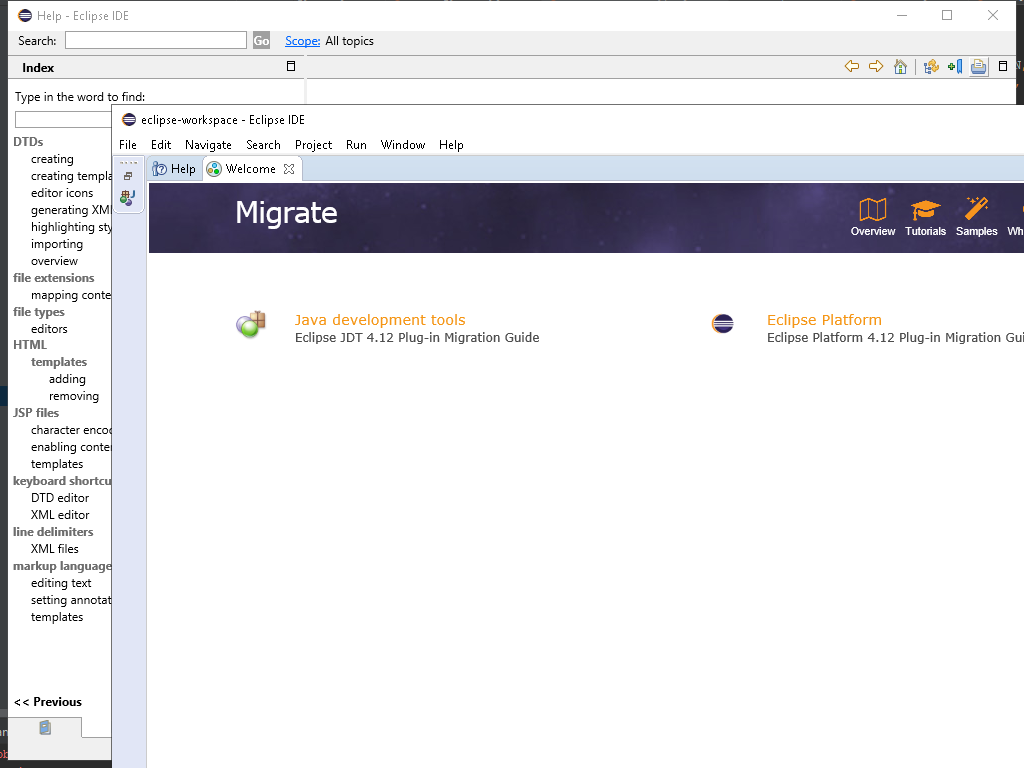 Help - Eclipse IDE
Search:
Go
Scope: All topics
Index
Type in the word to find:
DTDs
creating
creating templa
editor icons
generating XM
highlighting sty
importing
overview
file extensions
mapping conte
file types
editors
HTML
templates
adding
removing
JSP files
character enco
enabling conte
templates
keyboard shortcu
DTD editor
XML editor
line delimiters
XML files
markup language
editing text
setting annotat
templates
<< Previous
eclipse-workspace - Eclipse IDE
File Edit Navigate Search Project Run Window Help
Help Welcome
Migrate
Overview Tutorials Samples Wh
Java development tools
Eclipse JDT 4.12 Plug-in Migration Guide
Eclipse Platform
Eclipse Platform 4.12 Plug-in Migration Gui